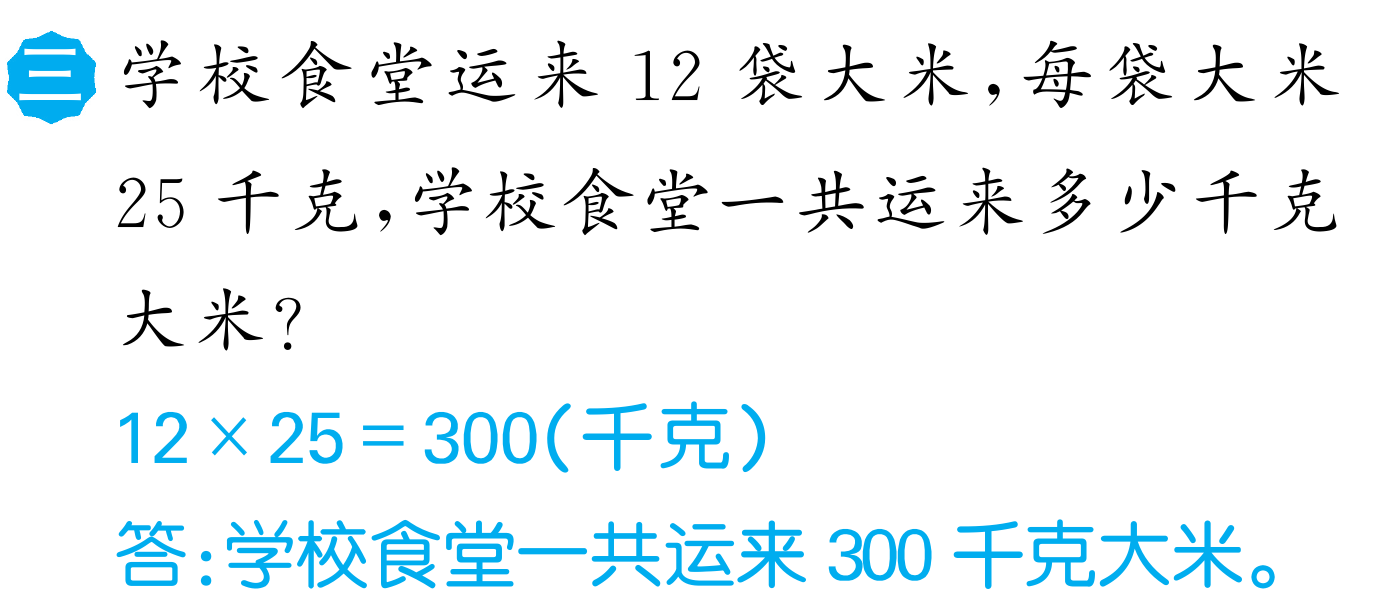 三 学校食堂运来 12 袋大米,每袋大米
25 千克,学校食堂一共运来多少千克
大米?
12×25=300(千克)
答:学校食堂一共运来 300 千克大米。